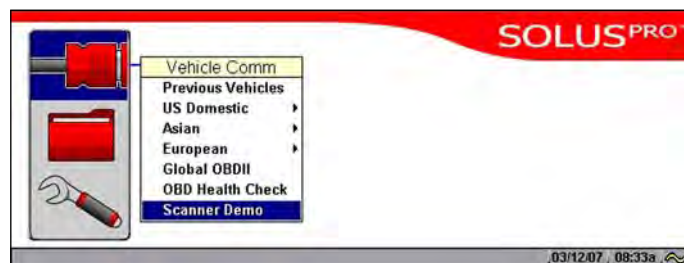 SOLUSPRO™
Vehicle Comm
Previous Vehicles
US Domestic
Asian
European
Global OBDII
OBD Health Check
Scanner Demo
03/12/07 08:33a